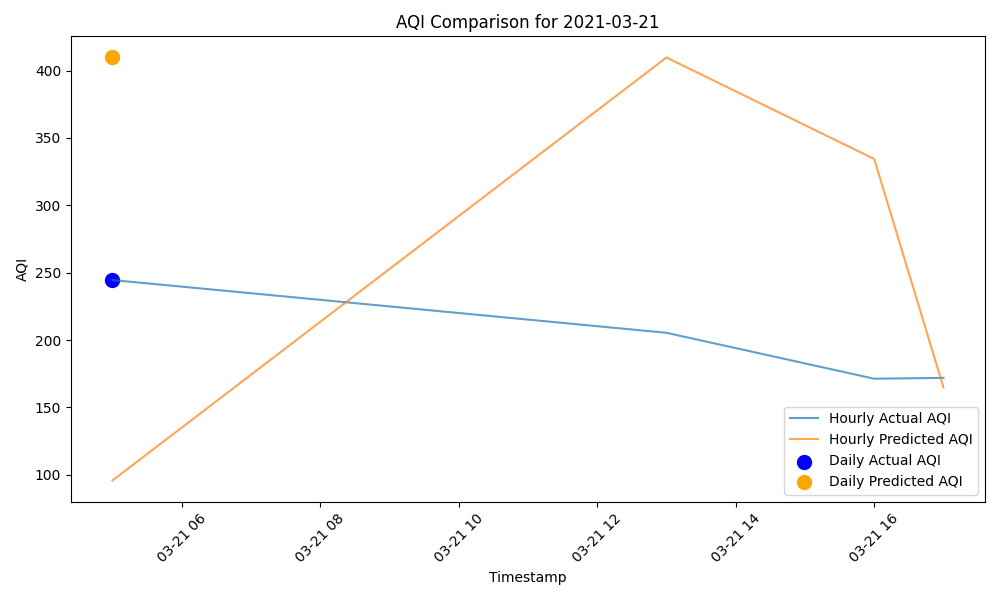 AQI Comparison for 2021-03-21
AQI
400
350
300
250
200
150
100
Hourly Actual AQI
Hourly Predicted AQI
Daily Actual AQI
Daily Predicted AQI
03-21 06
03-21 08
03-21 10
03-21 12
03-21 14
03-21 16
Timestamp